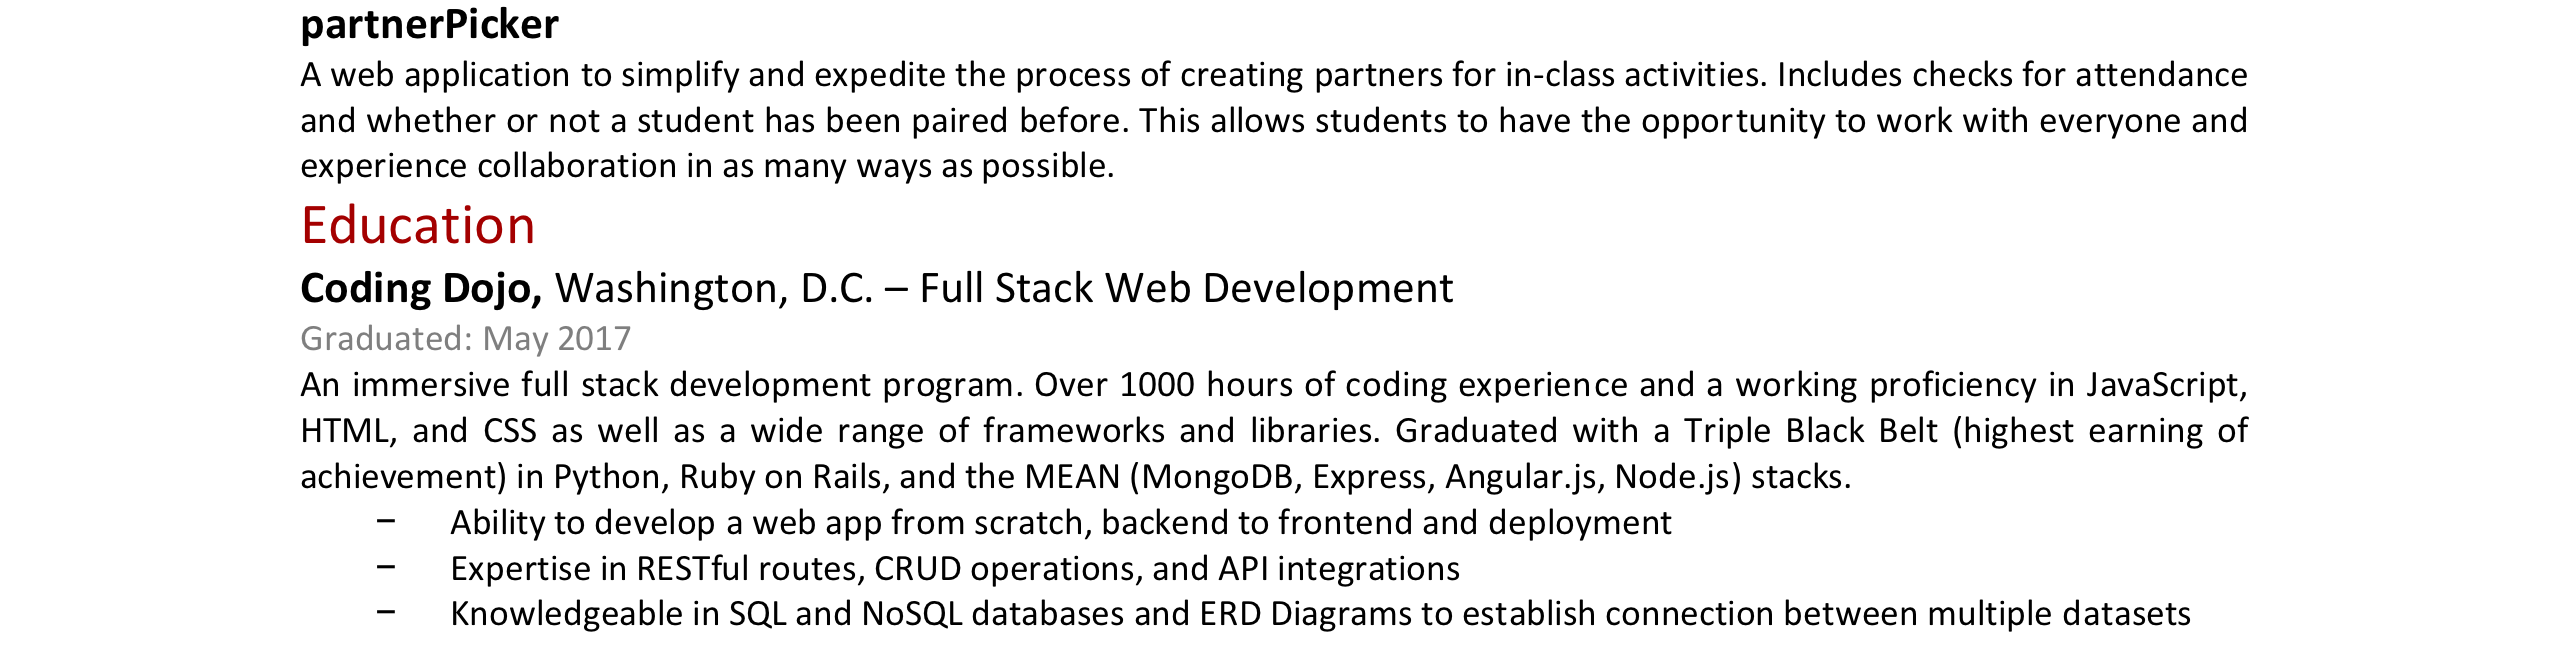 partnerPicker
A web application to simplify and expedite the process of creating partners for in-class activities. Includes checks for attendance
and whether or not a student has been paired before. This allows students to have the opportunity to work with everyone and
experience collaboration in as many ways as possible.
Education
Coding Dojo, Washington, D.C. – Full Stack Web Development
Graduated: May 2017
An immersive full stack development program. Over 1000 hours of coding experience and a working proficiency in JavaScript,
HTML, and CSS as well as a wide range of frameworks and libraries. Graduated with a Triple Black Belt (highest earning of
achievement) in Python, Ruby on Rails, and the MEAN (MongoDB, Express, Angular.js, Node.js) stacks.
– Ability to develop a web app from scratch, backend to frontend and deployment
– Expertise in RESTful routes, CRUD operations, and API integrations
– Knowledgeable in SQL and NoSQL databases and ERD Diagrams to establish connection between multiple datasets